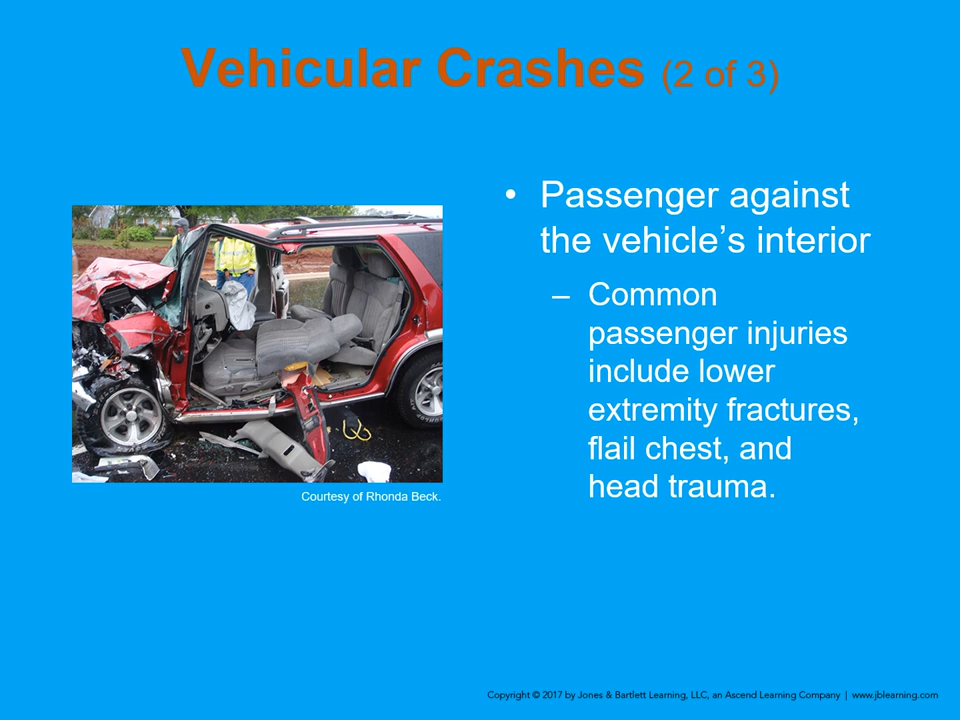 Vehicular Crashes (2 of 3)
• Passenger against
the vehicle’s interior
– Common
passenger injuries
include lower
extremity fractures,
flail chest, and
head trauma.
Courtesy of Rhonda Beck.
Copyright © 2017 by Jones & Bartlett Learning, LLC, an Ascend Learning Company | www.jblearning.com